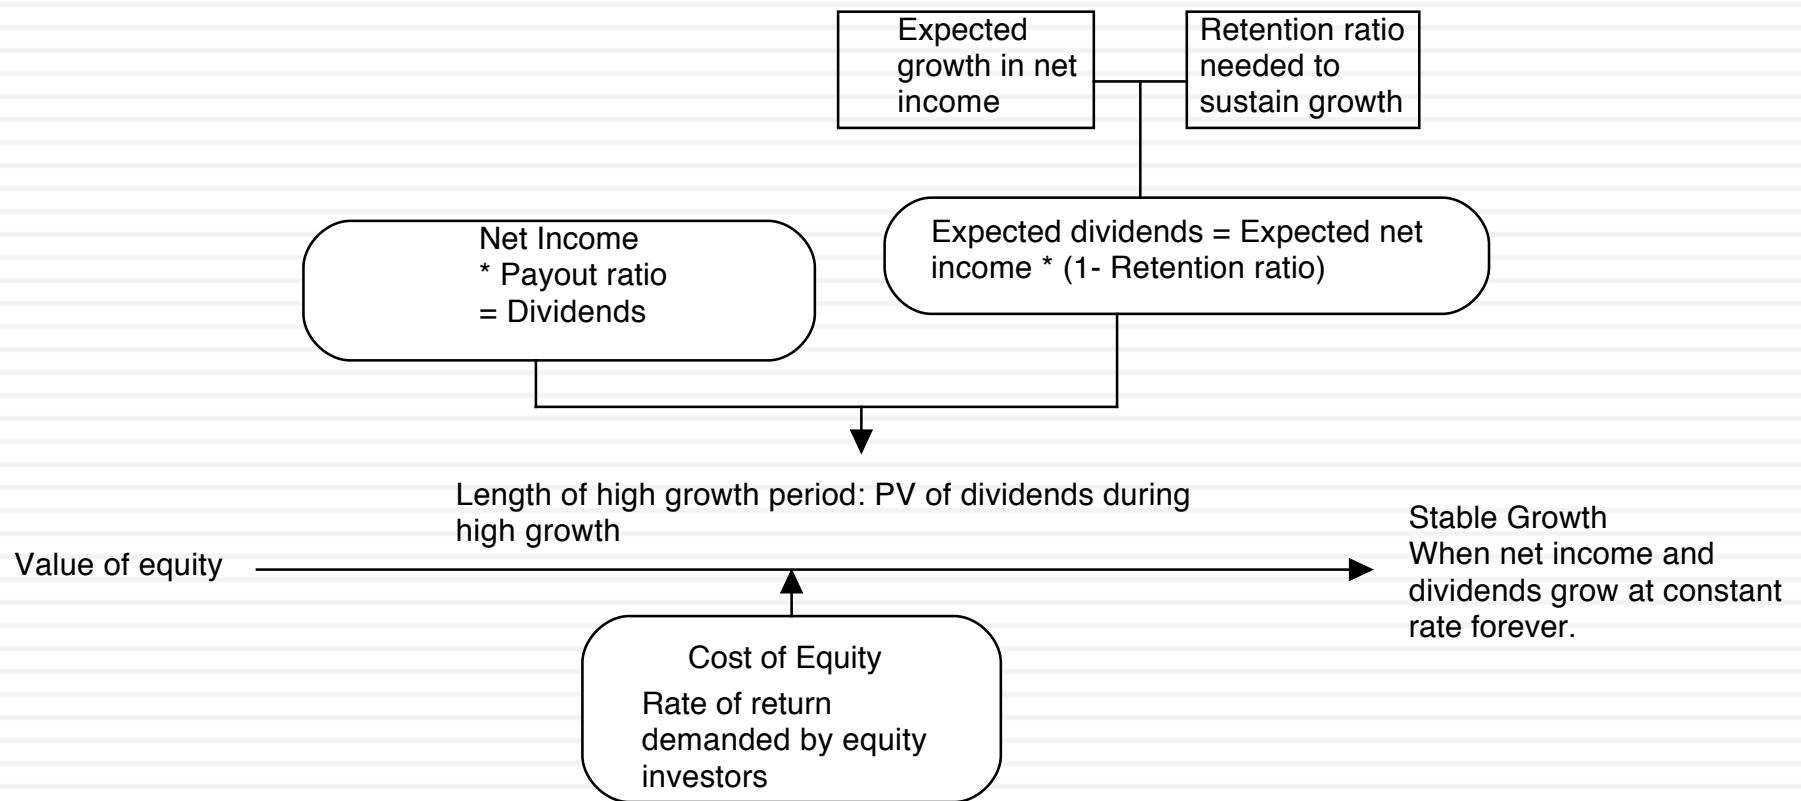 Expected
growth in net
income
Retention ratio
needed to
sustain growth
Net Income
* Payout ratio
= Dividends
Expected dividends = Expected net
income * (1- Retention ratio)
Length of high growth period: PV of dividends during
high growth
Value of equity
Stable Growth
When net income and
dividends grow at constant
rate forever.
Cost of Equity
Rate of return
demanded by equity
investors